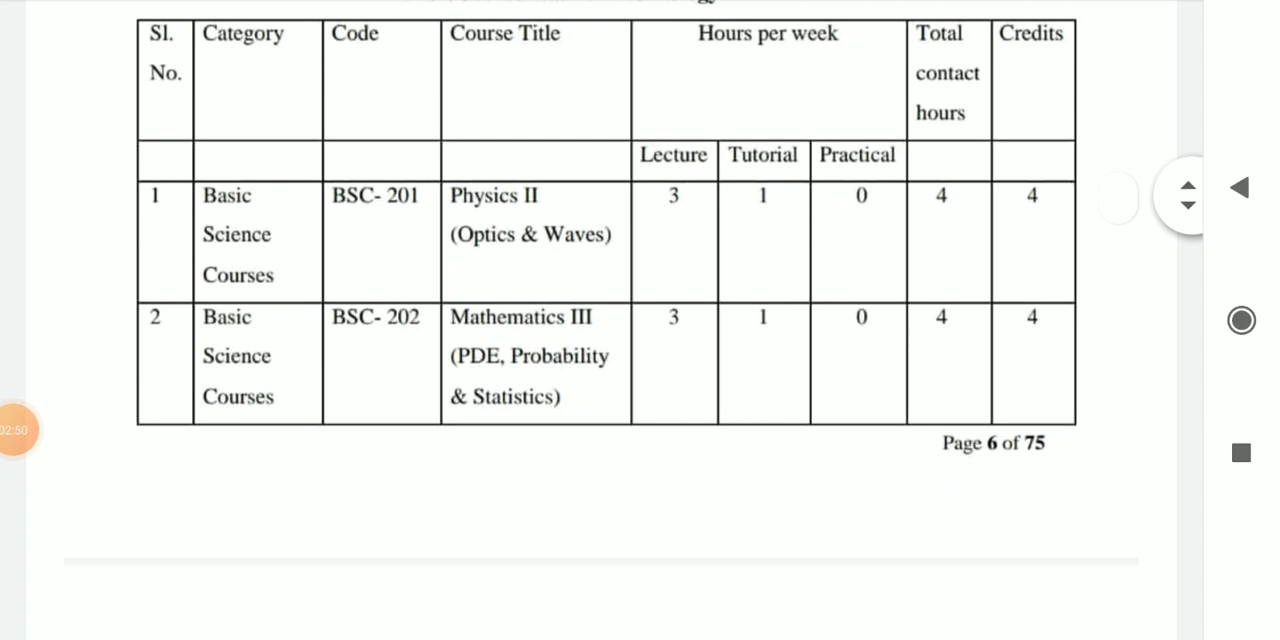 Sl. Category Code Course Title Hours per week Total Credits
No. contact
hours
Lecture Tutorial Practical
1 Basic BSC- 201 Physics II 3 1 0 4 4
Science (Optics & Waves)
Courses
2 Basic BSC- 202 Mathematics III 3 1 0 4 4
Science (PDE, Probability
Courses & Statistics)
Page 6 of 75
02:50